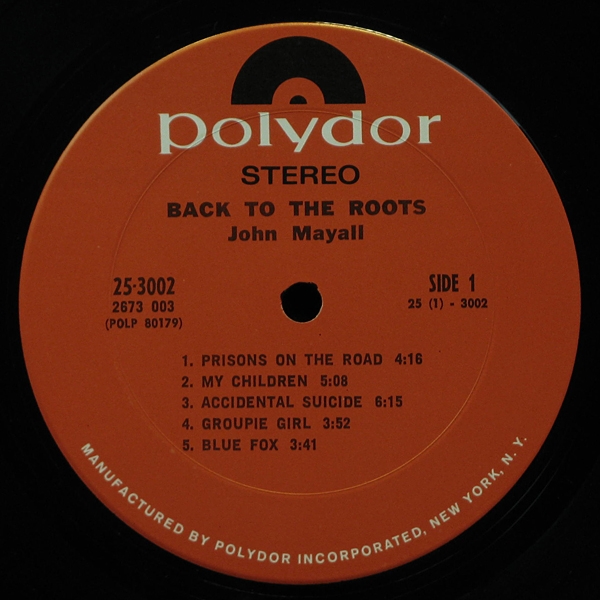 polydor
STEREO
BACK TO THE ROOTS
John Mayall
25-3002
2673 003
(POLP 80179)
SIDE 1
25 (1) - 3002
1. PRISONS ON THE ROAD 4:16
2. MY CHILDREN 5:08
3. ACCIDENTAL SUICIDE 6:15
4. GROUPIE GIRL 3:52
5. BLUE FOX 3:41
MANUFACTURED BY POLYDOR INCORPORATED, NEW YORK, N. Y.